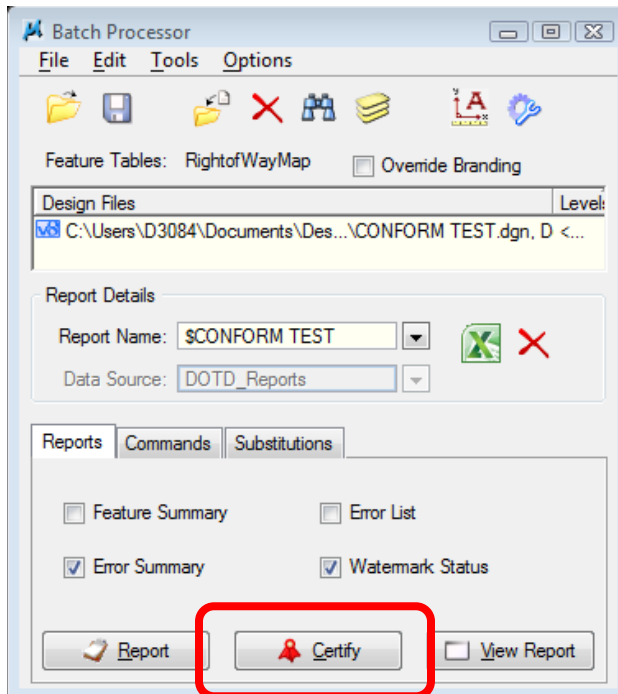 Batch Processor
File Edit Tools Options
Feature Tables: RightofWayMap Override Branding
Design Files Levels
V8 C:\Users\D3084\Documents\Des...\CONFORM TEST.dgn, D <...
Report Details
Report Name: $CONFORM TEST
Data Source: DOTD_Reports
Reports Commands Substitutions
Feature Summary Error List
Error Summary Watermark Status
Report Certify View Report